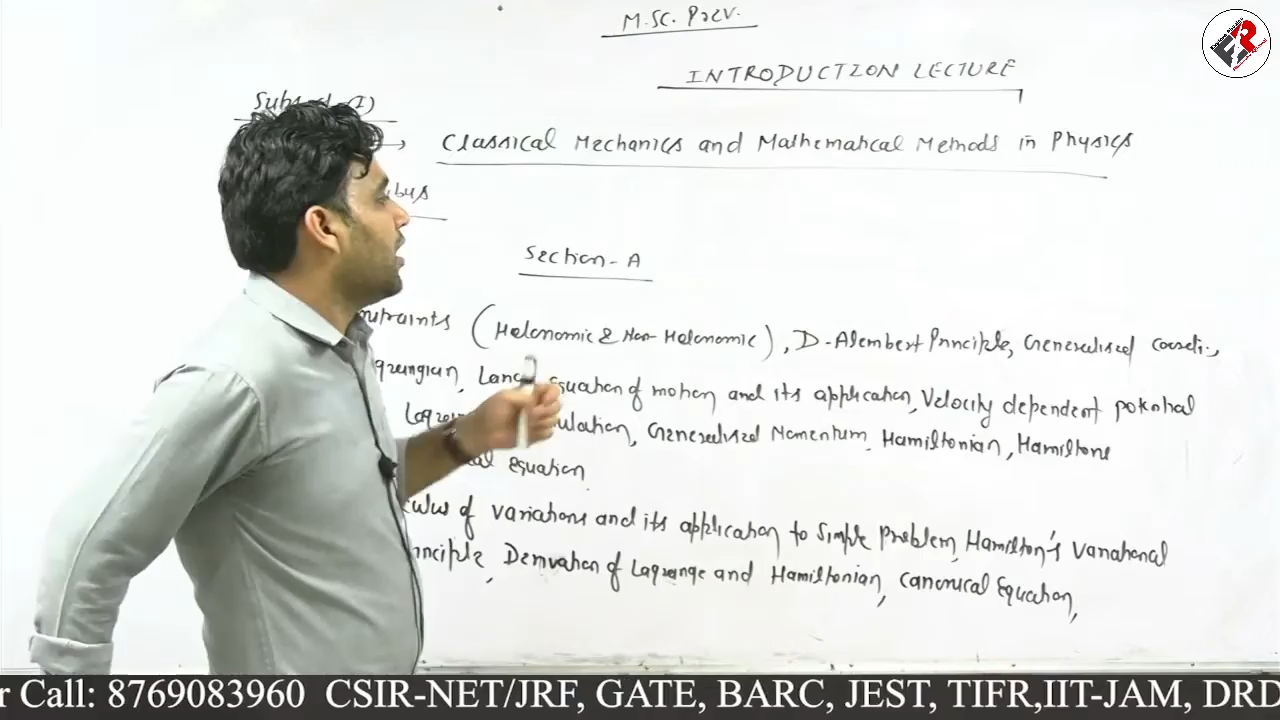 M.SC. Prev.
INTRODUCTION LECTURE
Classical Mechanics and Mathematical Methods in Physics
Section-A
(Holonomic & Non-Holonomic), D-Alembert Principle, Generalised
Equation of motion and its application, Velocity dependent potential
Generalised Momentum, Hamiltonian, Hamiltons
Equation.
of variations and its application to Simple problem, Hamilton's Variational
Derivation of Lagrange and Hamiltonian, Canonical Equation,
Call: 8769083960 CSIR-NET/JRF, GATE, BARC, JEST, TIFR,IIT-JAM, DRD